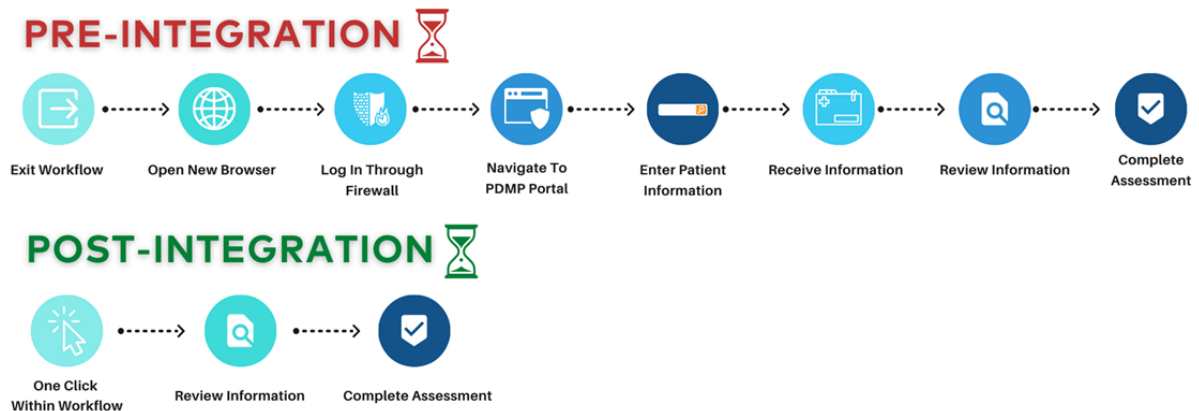 PRE-INTEGRATION
Exit Workflow
Open New Browser
Log In Through
Firewall
Navigate To
PDMP Portal
Enter Patient
Information
Receive Information
Review Information
Complete
Assessment
POST-INTEGRATION
One Click
Within Workflow
Review Information
Complete Assessment